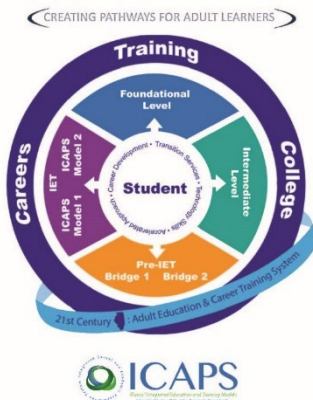 CREATING PATHWAYS FOR ADULT LEARNERS
Training
Careers
College
Foundational
Level
IET
ICAPS
Model 1
ICAPS
Model 2
Intermediate
Level
Student
Accelerated Approach • Career Development • Transition Services • Technology Skills •
Pre-IET
Bridge 1 Bridge 2
21st Century : Adult Education & Career Training System
ICAPS